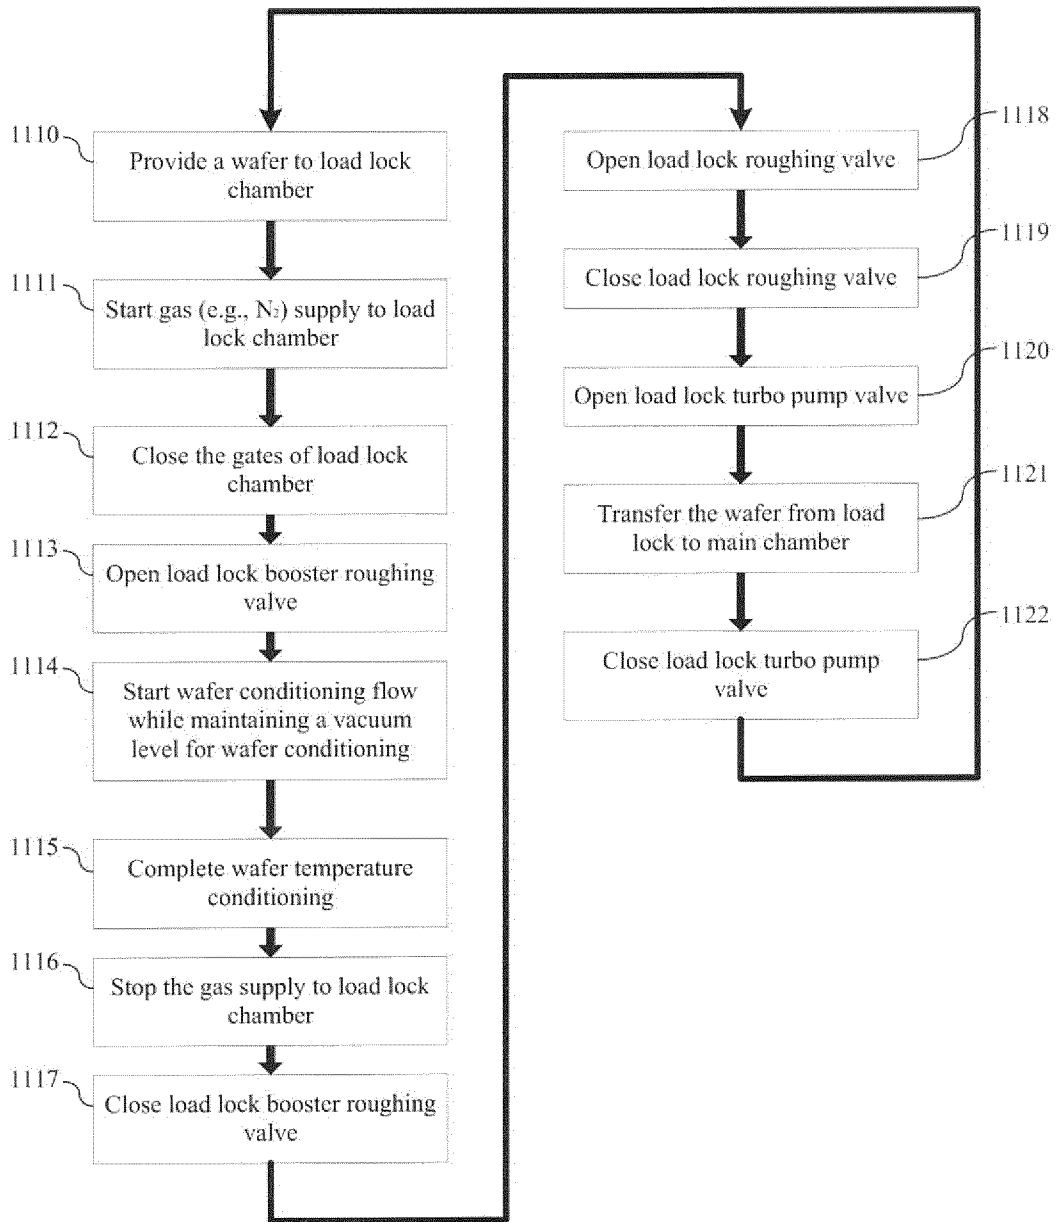 1110
Provide a wafer to load lock
chamber
1111
Start gas (e.g., N₂) supply to load
lock chamber
1112
Close the gates of load lock
chamber
1113
Open load lock booster roughing
valve
1114
Start wafer conditioning flow
while maintaining a vacuum
level for wafer conditioning
1115
Complete wafer temperature
conditioning
1116
Stop the gas supply to load lock
chamber
1117
Close load lock booster roughing
valve
1118
Open load lock roughing valve
1119
Close load lock roughing valve
1120
Open load lock turbo pump valve
1121
Transfer the wafer from load
lock to main chamber
1122
Close load lock turbo pump
valve